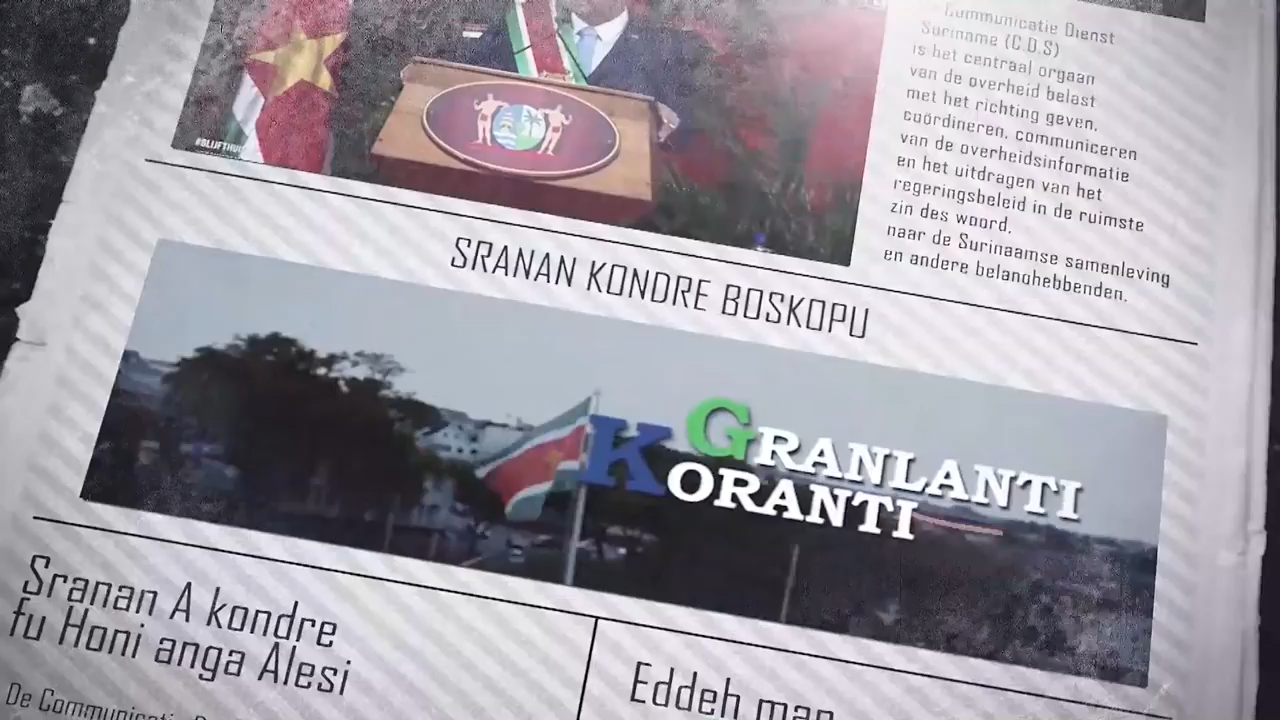 Communicatie Dienst
Suriname (C.D.S)
is het centraal orgaan
van de overheid belast
met het richting geven,
coördineren, communiceren
van de overheidsinformatie
en het uitdragen van het
regeringsbeleid in de ruimste
zin des woord,
naar de Surinaamse samenleving
en andere belanghebbenden.
SRANAN KONDRE BOSKOPU
GRANLANTI
KORANTI
Sranan A kondre
fu Honi anga Alesi
De
Eddeh man